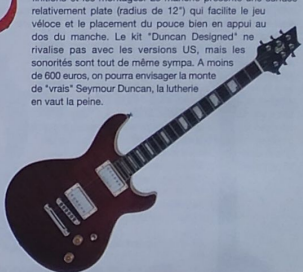 relativement plate (radius de 12") qui facilite le jeu
véloce et le placement du pouce bien en appui au
dos du manche. Le kit "Duncan Designed" ne
rivalise pas avec les versions US, mais les
sonorités sont tout de même sympa. A moins
de 600 euros, on pourra envisager la monte
de "vrais" Seymour Duncan, la lutherie
en vaut la peine.